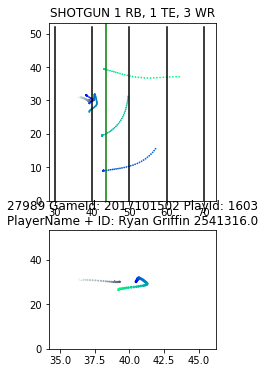 SHOTGUN 1 RB, 1 TE, 3 WR
50
40
30
20
10
0
30 40 50 60 70
27989 GameId: 2017101502 PlayId: 1603
PlayerName + ID: Ryan Griffin 2541316.0
40
20
0
35.0 37.5 40.0 42.5 45.0